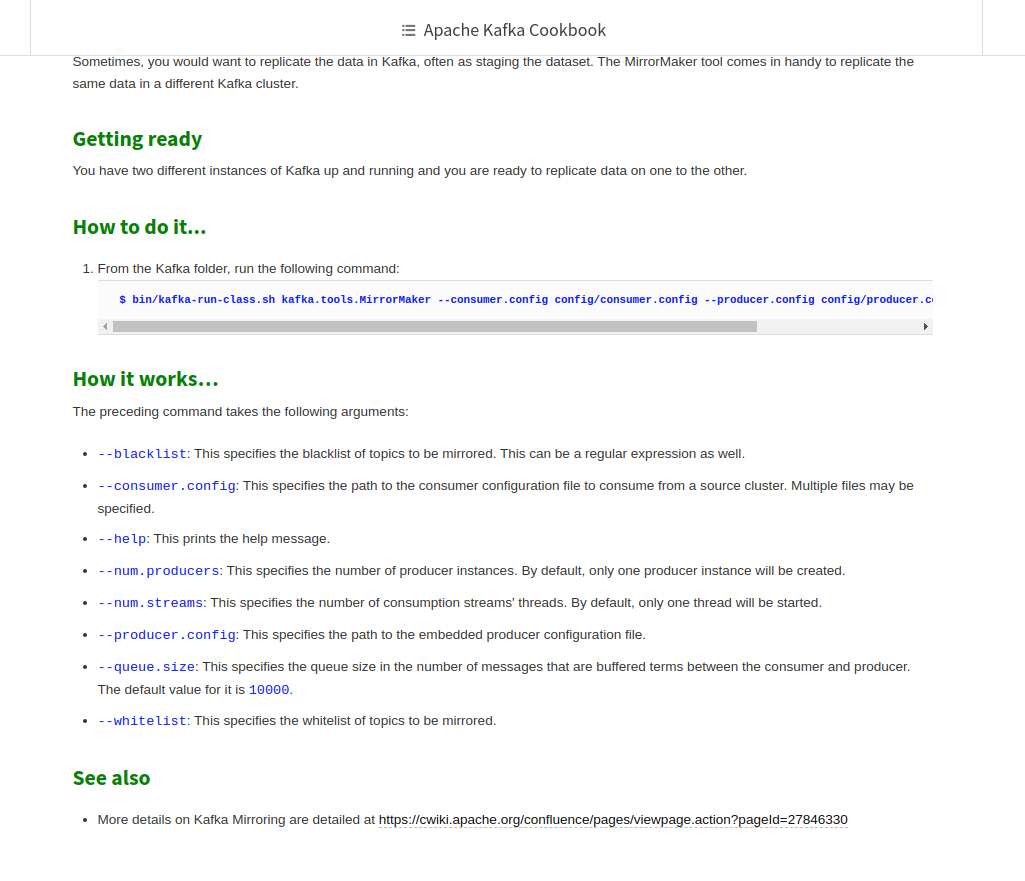 Apache Kafka Cookbook
Sometimes, you would want to replicate the data in Kafka, often as staging the dataset. The MirrorMaker tool comes in handy to replicate the
same data in a different Kafka cluster.
Getting ready
You have two different instances of Kafka up and running and you are ready to replicate data on one to the other.
How to do it...
1. From the Kafka folder, run the following command:
$ bin/kafka-run-class.sh kafka.tools.MirrorMaker --consumer.config config/consumer.config --producer.config config/producer.co
How it works…
The preceding command takes the following arguments:
• --blacklist: This specifies the blacklist of topics to be mirrored. This can be a regular expression as well.
• --consumer.config: This specifies the path to the consumer configuration file to consume from a source cluster. Multiple files may be
specified.
• --help: This prints the help message.
• --num.producers: This specifies the number of producer instances. By default, only one producer instance will be created.
• --num.streams: This specifies the number of consumption streams' threads. By default, only one thread will be started.
• --producer.config: This specifies the path to the embedded producer configuration file.
• --queue.size: This specifies the queue size in the number of messages that are buffered terms between the consumer and producer.
The default value for it is 10000.
• --whitelist: This specifies the whitelist of topics to be mirrored.
See also
• More details on Kafka Mirroring are detailed at https://cwiki.apache.org/confluence/pages/viewpage.action?pageId=27846330